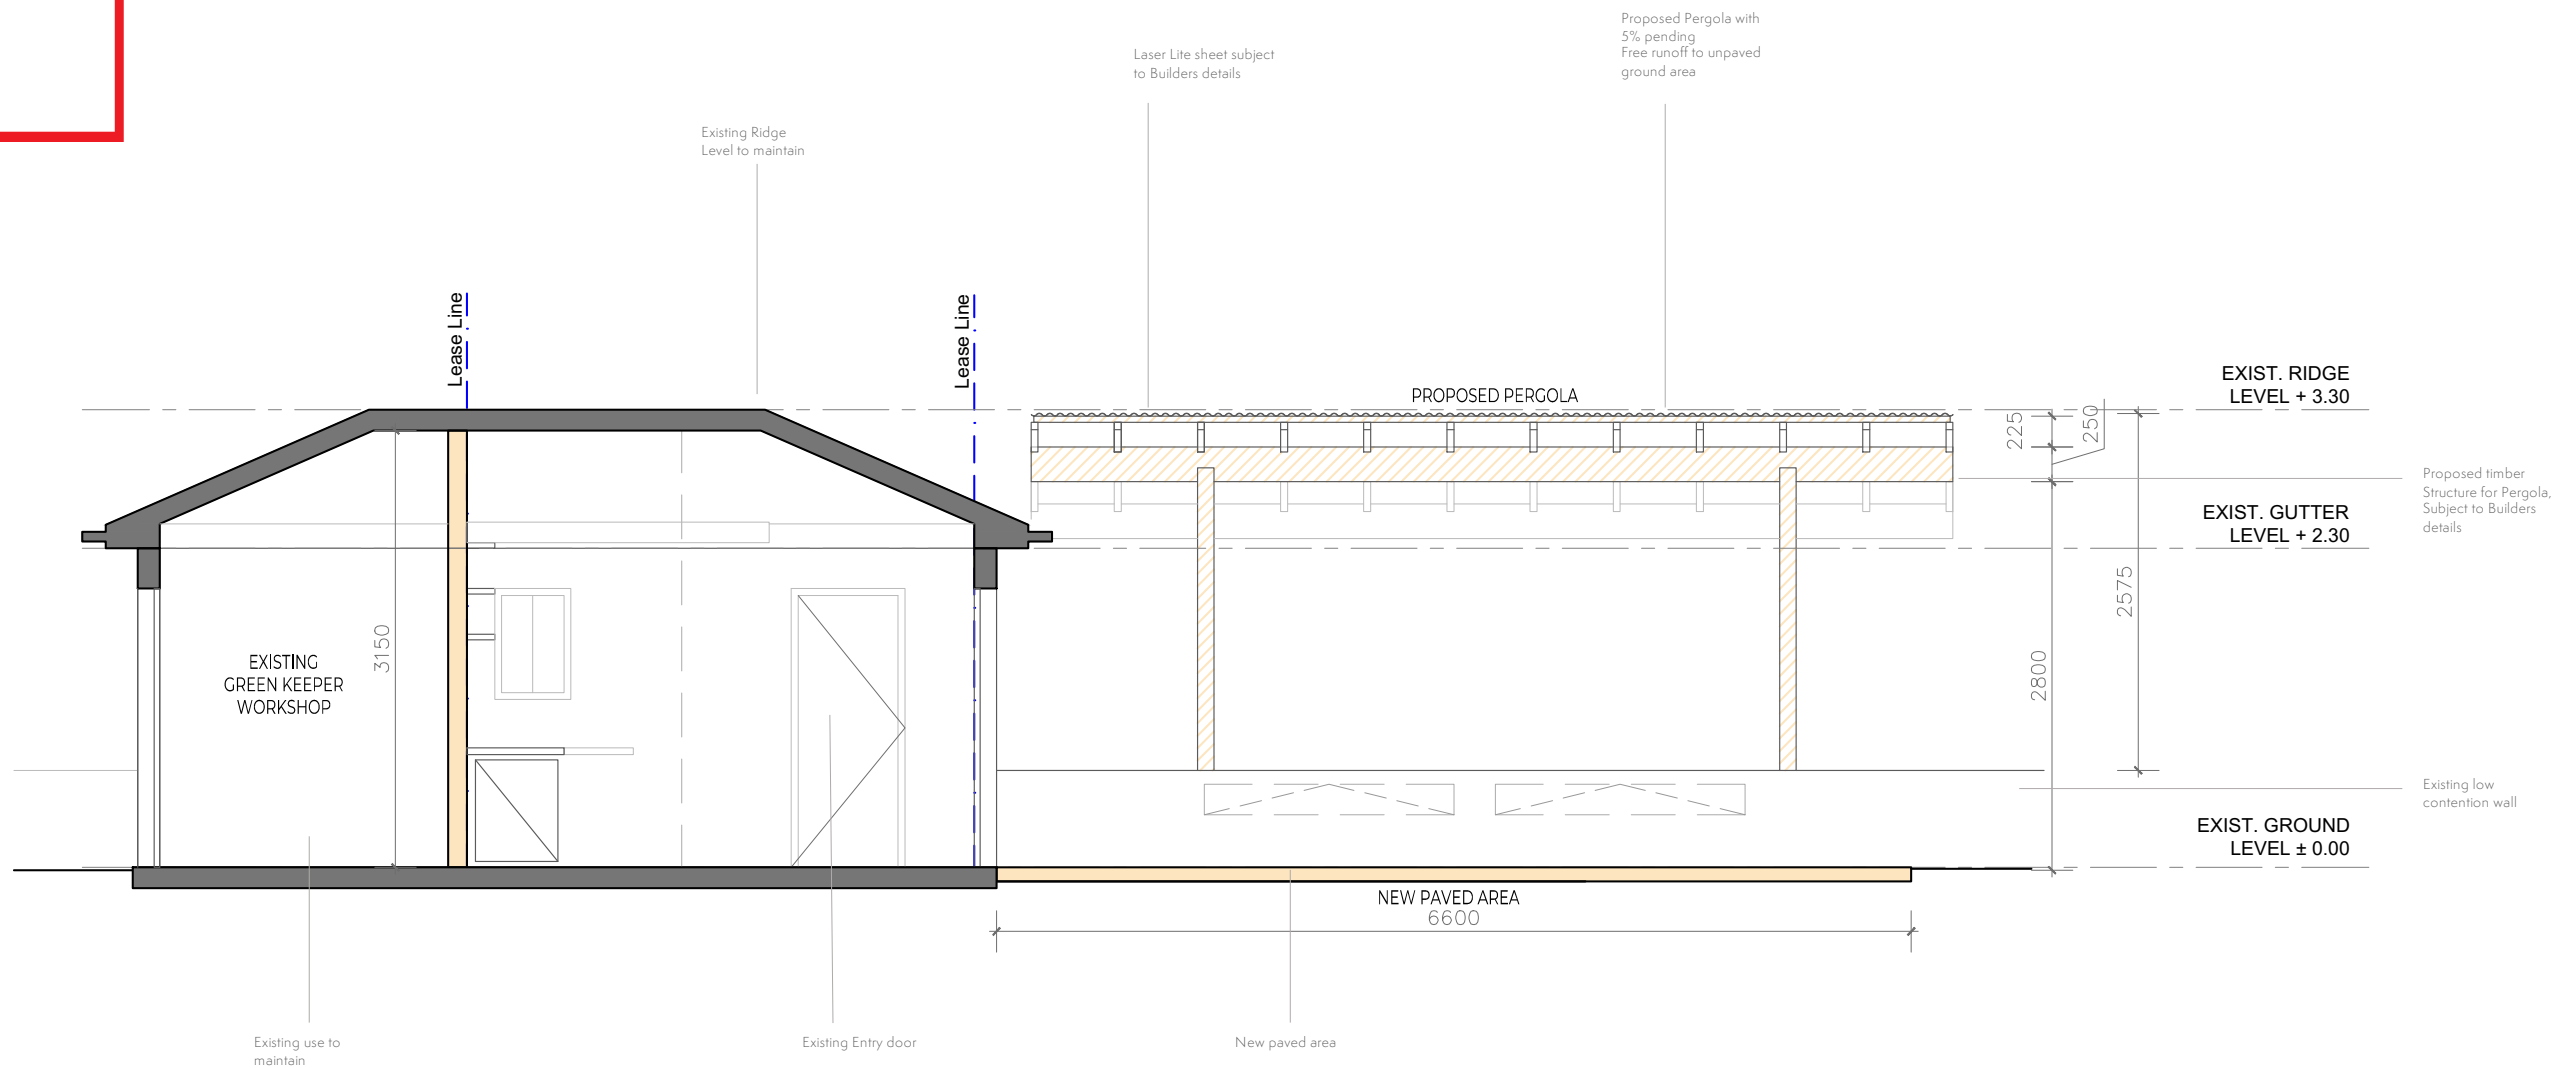 Proposed Pergola with
5% pending
Free runoff to unpaved
ground area
Laser Lite sheet subject
to Builders details
Existing Ridge
Level to maintain
Lease Line
Lease Line
PROPOSED PERGOLA
EXIST. RIDGE
LEVEL + 3.30
225
250
Proposed timber
Structure for Pergola,
Subject to Builders
details
EXIST. GUTTER
LEVEL + 2.30
2575
3150
2800
EXISTING
GREEN KEEPER
WORKSHOP
Existing low
contention wall
EXIST. GROUND
LEVEL ± 0.00
NEW PAVED AREA
6600
Existing use to
maintain
Existing Entry door
New paved area